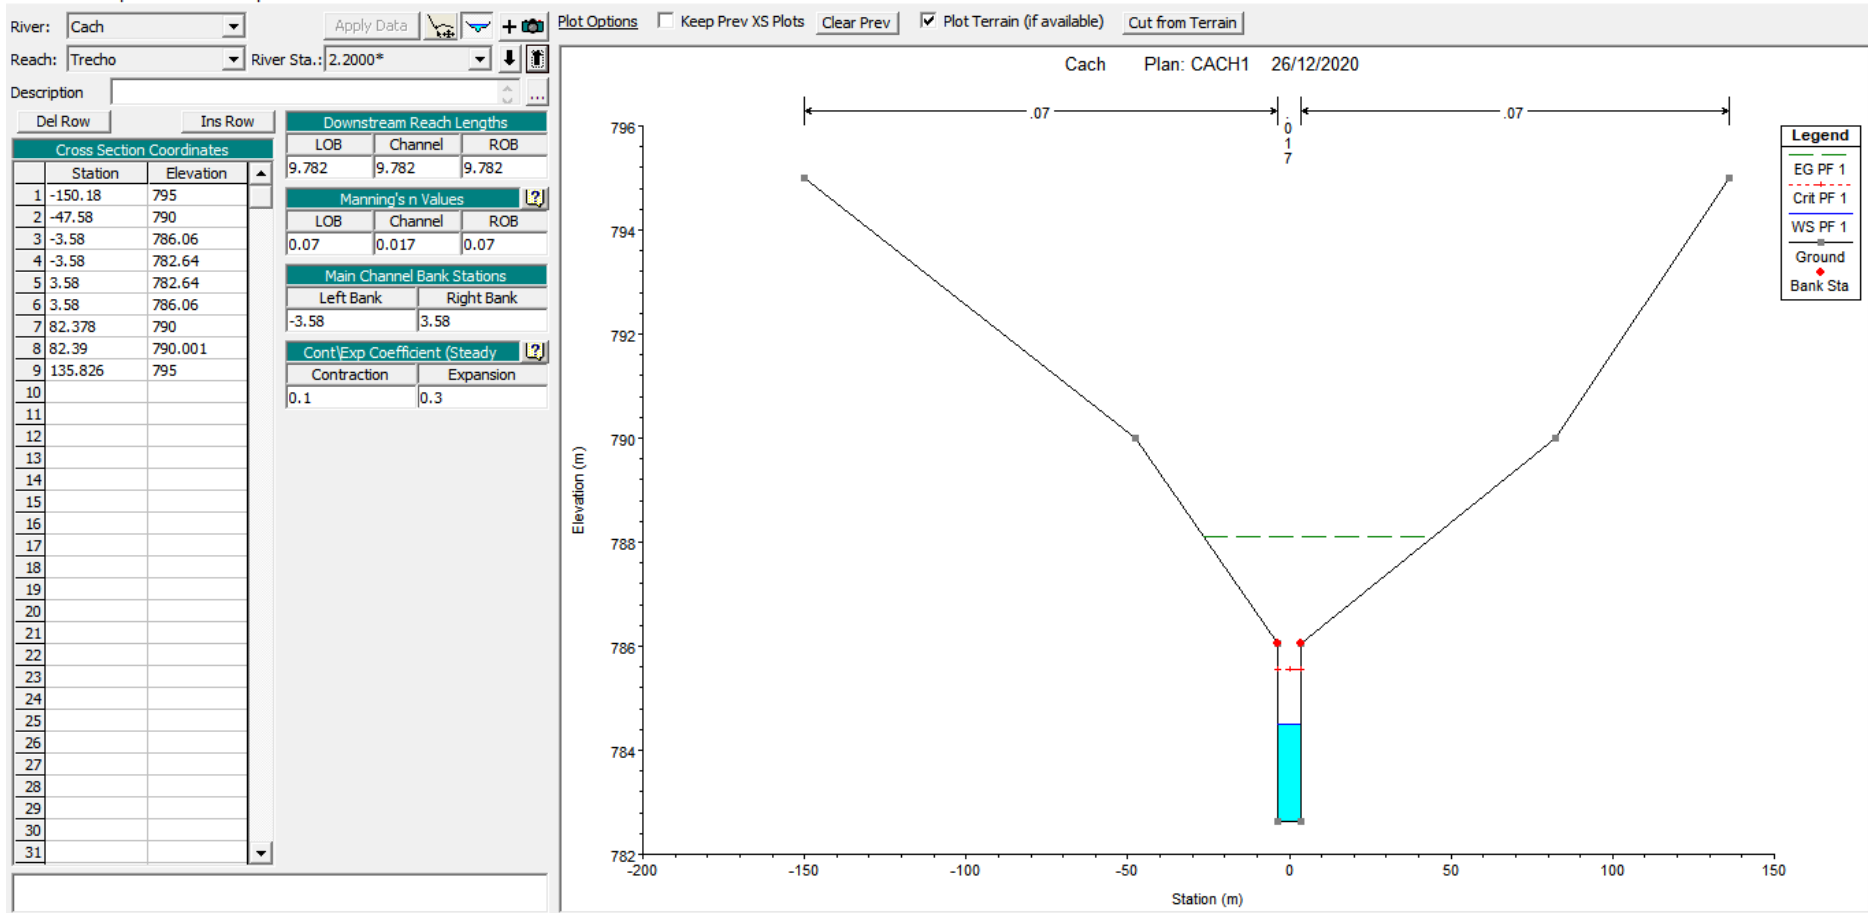 River: Cach Apply Data
Reach: Trecho River Sta.: 2.2000*
Description ...
Del Row Ins Row
Cross Section Coordinates
Station Elevation
1 -150.18 795
2 -47.58 790
3 -3.58 786.06
4 -3.58 782.64
5 3.58 782.64
6 3.58 786.06
7 82.378 790
8 82.39 790.001
9 135.826 795
10
11
12
13
14
15
16
17
18
19
20
21
22
23
24
25
26
27
28
29
30
31
Downstream Reach Lengths
LOB Channel ROB
9.782 9.782 9.782
Manning's n Values
LOB Channel ROB
0.07 0.017 0.07
Main Channel Bank Stations
Left Bank Right Bank
-3.58 3.58
Cont\Exp Coefficient (Steady
Contraction Expansion
0.1 0.3
Plot Options Keep Prev XS Plots Clear Prev Plot Terrain (if available) Cut from Terrain
Cach Plan: CACH1 26/12/2020
.07 .017 .07
796
794
792
790
788
786
784
782
Elevation (m)
-200 -150 -100 -50 0 50 100 150
Station (m)
Legend
EG PF 1
Crit PF 1
WS PF 1
Ground
Bank Sta